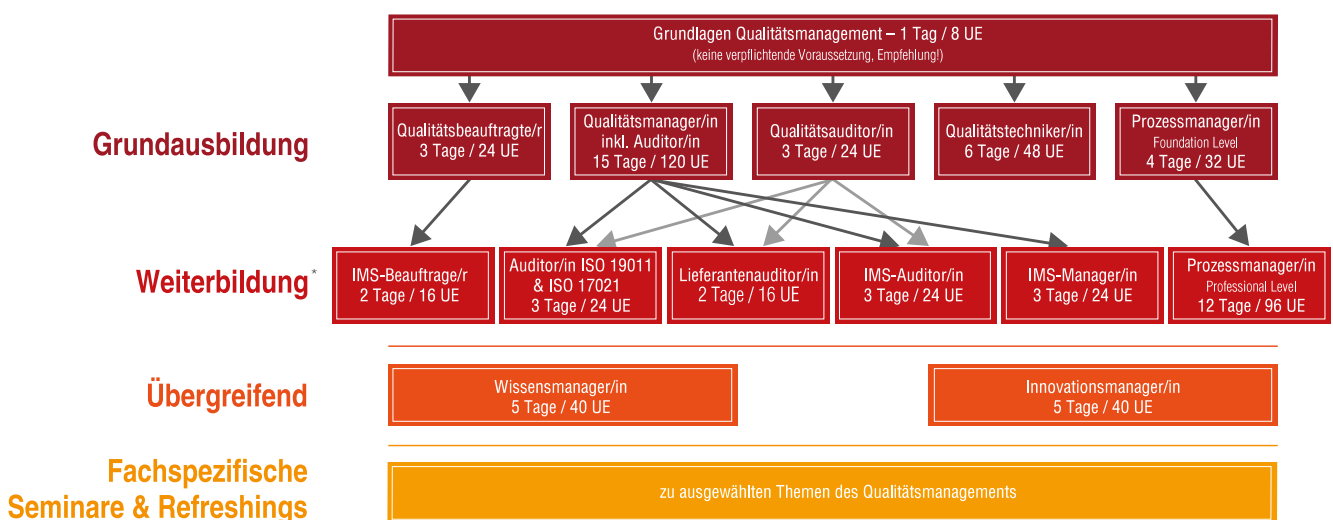 Grundlagen Qualitätsmanagement – 1 Tag / 8 UE
(keine verpflichtende Voraussetzung, Empfehlung!)
Grundausbildung
Qualitätsbeauftragte/r
3 Tage / 24 UE
Qualitätsmanager/in
inkl. Auditor/in
15 Tage / 120 UE
Qualitätsauditor/in
3 Tage / 24 UE
Qualitätstechniker/in
6 Tage / 48 UE
Prozessmanager/in
Foundation Level
4 Tage / 32 UE
Weiterbildung*
IMS-Beauftrage/r
2 Tage / 16 UE
Auditor/in ISO 19011
& ISO 17021
3 Tage / 24 UE
Lieferantenauditor/in
2 Tage / 16 UE
IMS-Auditor/in
3 Tage / 24 UE
IMS-Manager/in
3 Tage / 24 UE
Prozessmanager/in
Professional Level
12 Tage / 96 UE
Übergreifend
Wissensmanager/in
5 Tage / 40 UE
Innovationsmanager/in
5 Tage / 40 UE
Fachspezifische
Seminare & Refreshings
zu ausgewählten Themen des Qualitätsmanagements